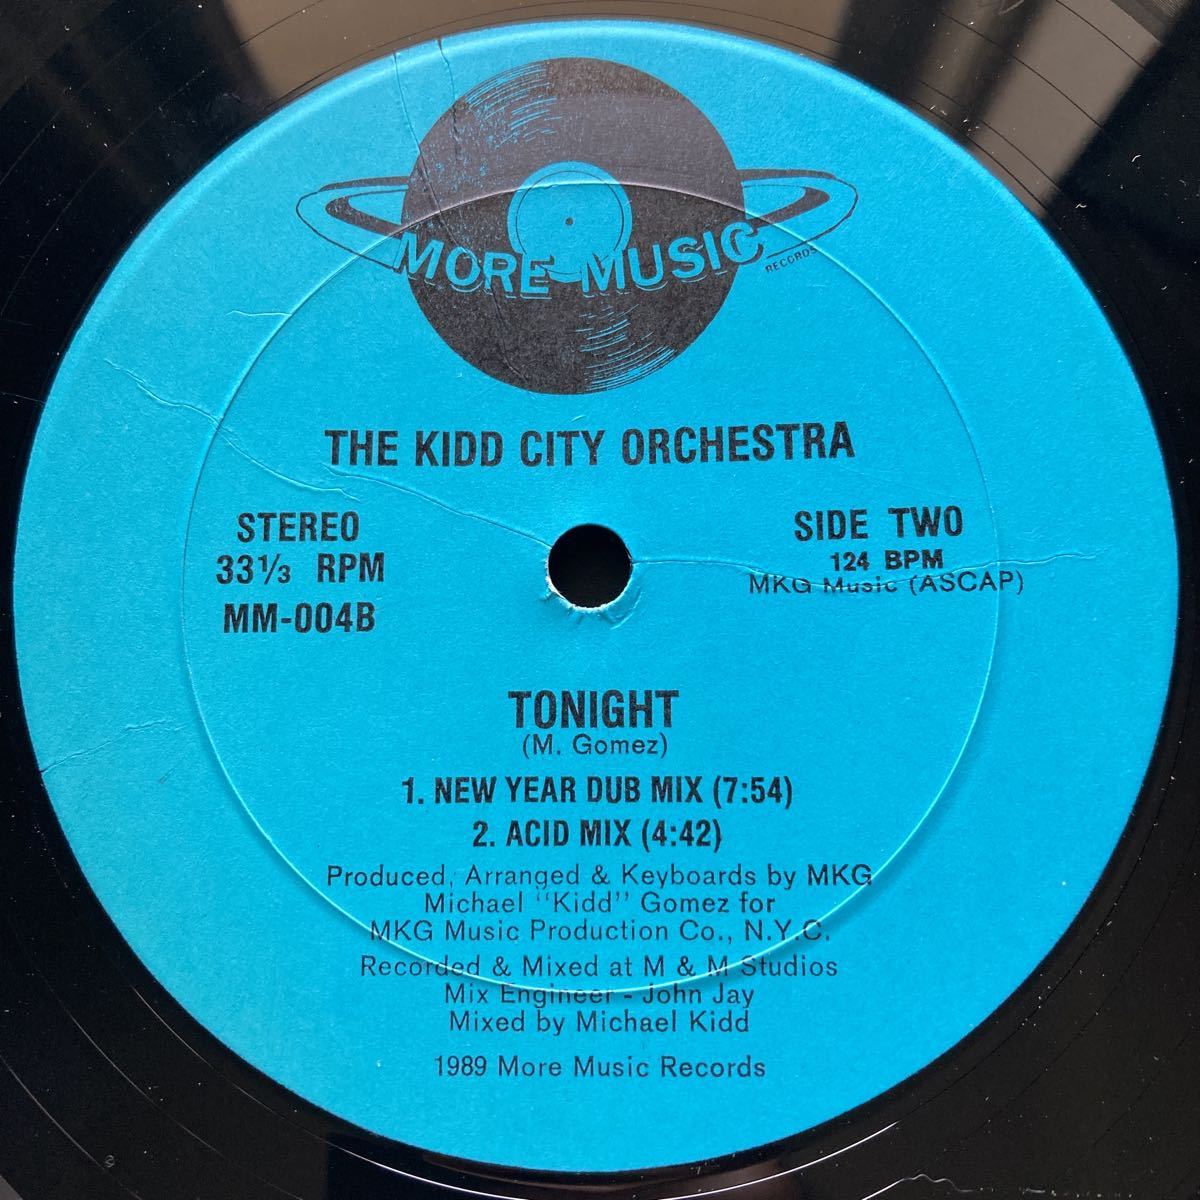 MORE MUSIC
RECORDS
THE KIDD CITY ORCHESTRA
STEREO
33⅓ RPM
MM-004B
SIDE TWO
124 BPM
MKG Music (ASCAP)
TONIGHT
(M. Gomez)
1. NEW YEAR DUB MIX (7:54)
2. ACID MIX (4:42)
Produced, Arranged & Keyboards by MKG
Michael "Kidd" Gomez for
MKG Music Production Co., N.Y.C.
Recorded & Mixed at M & M Studios
Mix Engineer - John Jay
Mixed by Michael Kidd
1989 More Music Records